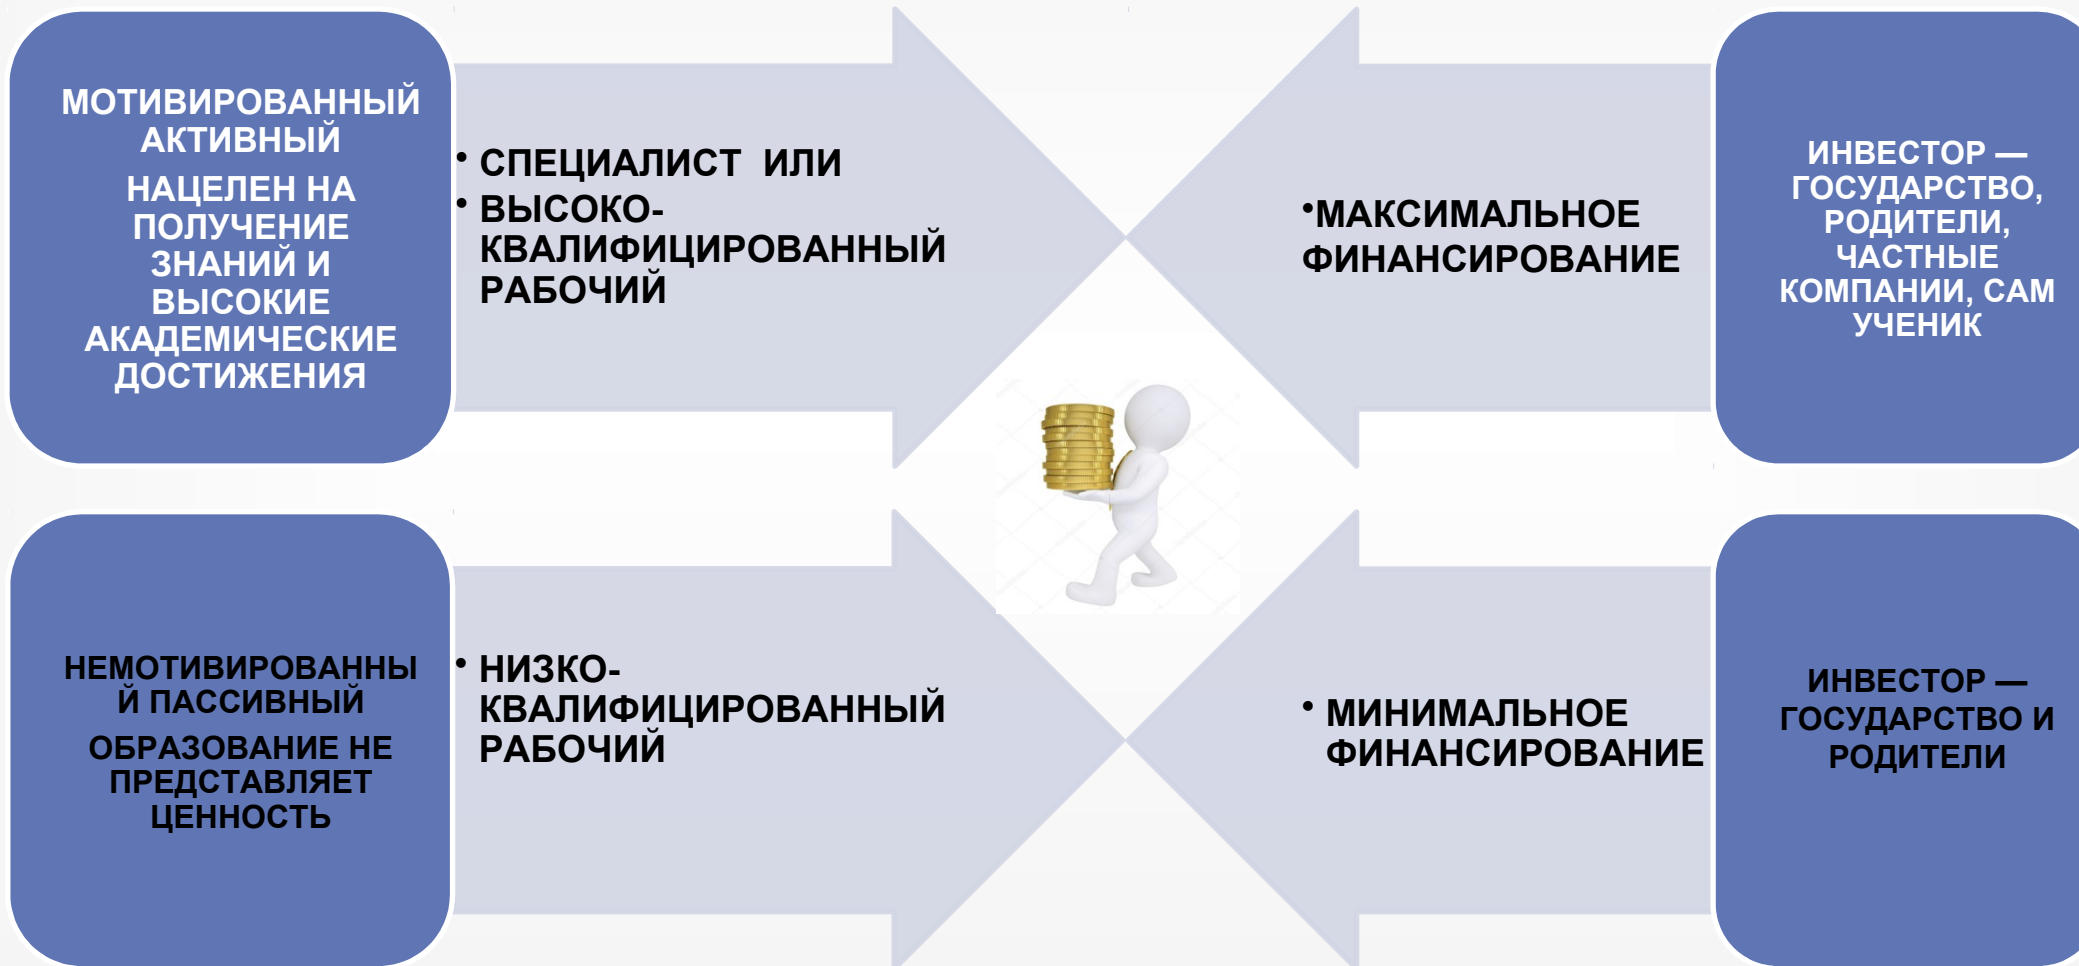 МОТИВИРОВАННЫЙ
АКТИВНЫЙ
НАЦЕЛЕН НА
ПОЛУЧЕНИЕ
ЗНАНИЙ И
ВЫСОКИЕ
АКАДЕМИЧЕСКИЕ
ДОСТИЖЕНИЯ
• СПЕЦИАЛИСТ ИЛИ
• ВЫСОКО-
КВАЛИФИЦИРОВАННЫЙ
РАБОЧИЙ
•МАКСИМАЛЬНОЕ
ФИНАНСИРОВАНИЕ
ИНВЕСТОР —
ГОСУДАРСТВО,
РОДИТЕЛИ,
ЧАСТНЫЕ
КОМПАНИИ, САМ
УЧЕНИК
НЕМОТИВИРОВАННЫ
Й ПАССИВНЫЙ
ОБРАЗОВАНИЕ НЕ
ПРЕДСТАВЛЯЕТ
ЦЕННОСТЬ
• НИЗКО-
КВАЛИФИЦИРОВАННЫЙ
РАБОЧИЙ
• МИНИМАЛЬНОЕ
ФИНАНСИРОВАНИЕ
ИНВЕСТОР —
ГОСУДАРСТВО И
РОДИТЕЛИ